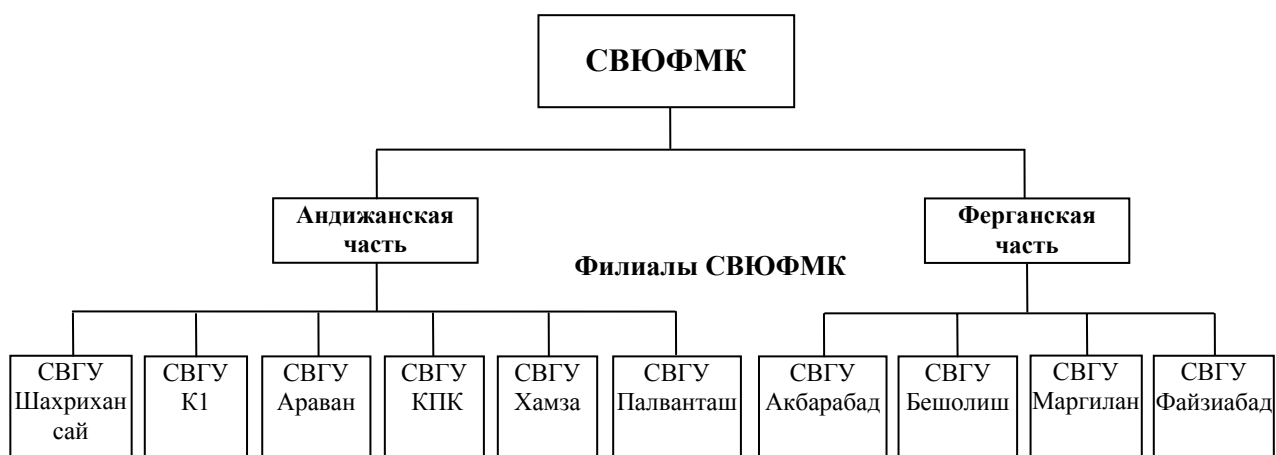 СВЮФМК
Андижанская
часть
Ферганская
часть
Филиалы СВЮФМК
СВГУ
Шахрихан
сай
СВГУ
К1
СВГУ
Араван
СВГУ
КПК
СВГУ
Хамза
СВГУ
Палванташ
СВГУ
Акбарабад
СВГУ
Бешолиш
СВГУ
Маргилан
СВГУ
Файзиабад